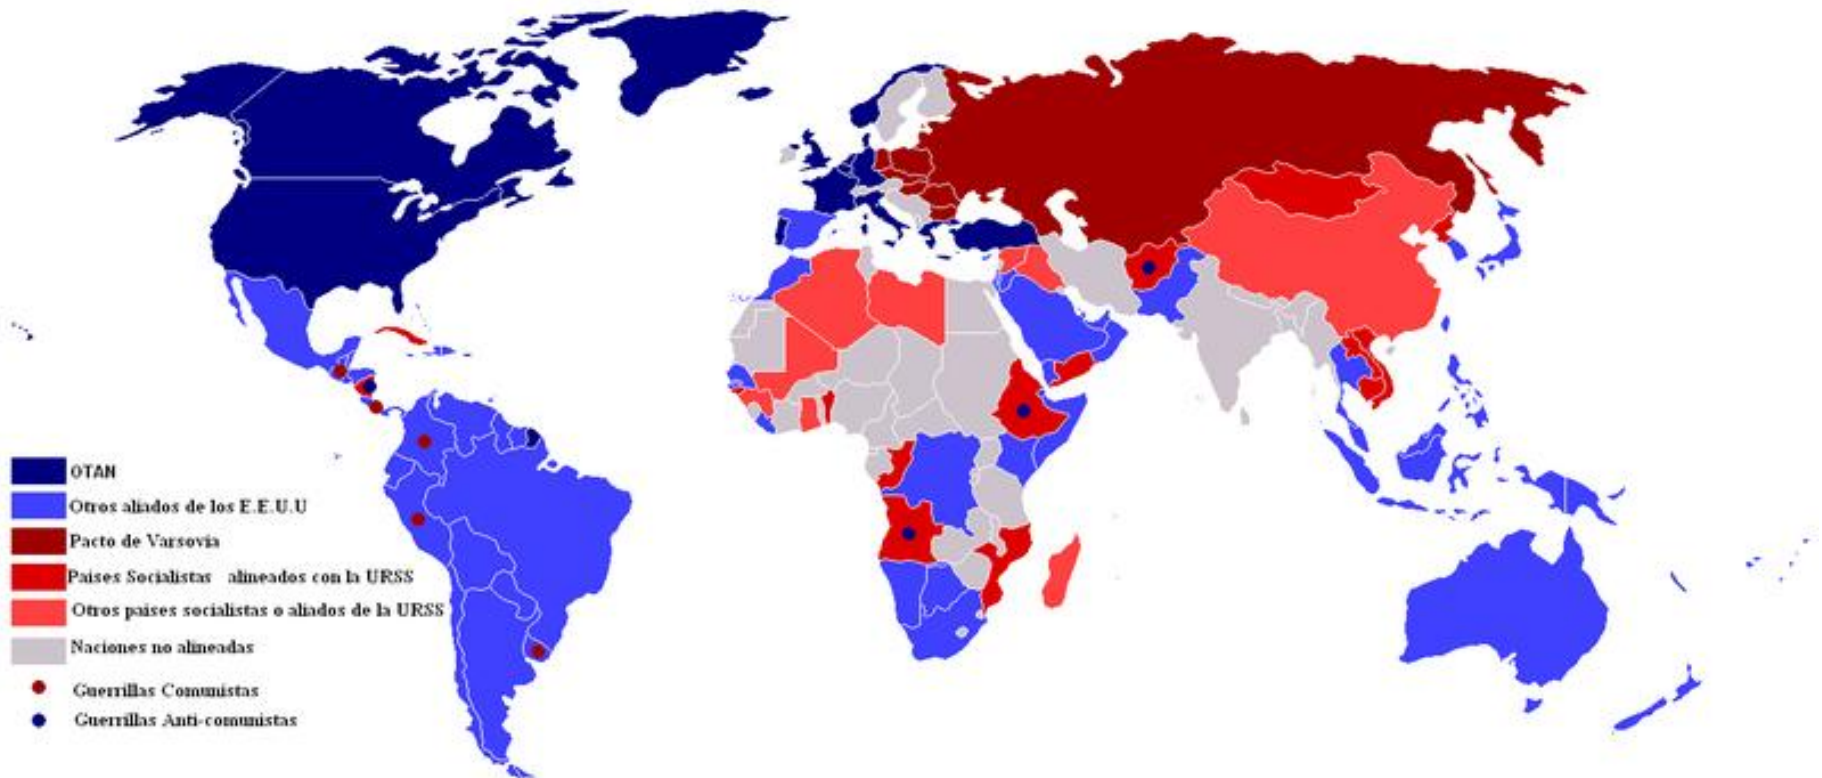 OTAN
Otros aliados de los E.E.U.U
Pacto de Varsovia
Paises Socialistas alineados con la URSS
Otros paises socialistas o aliados de la URSS
Naciones no alineadas
Guerrillas Comunistas
Guerrillas Anti-comunistas